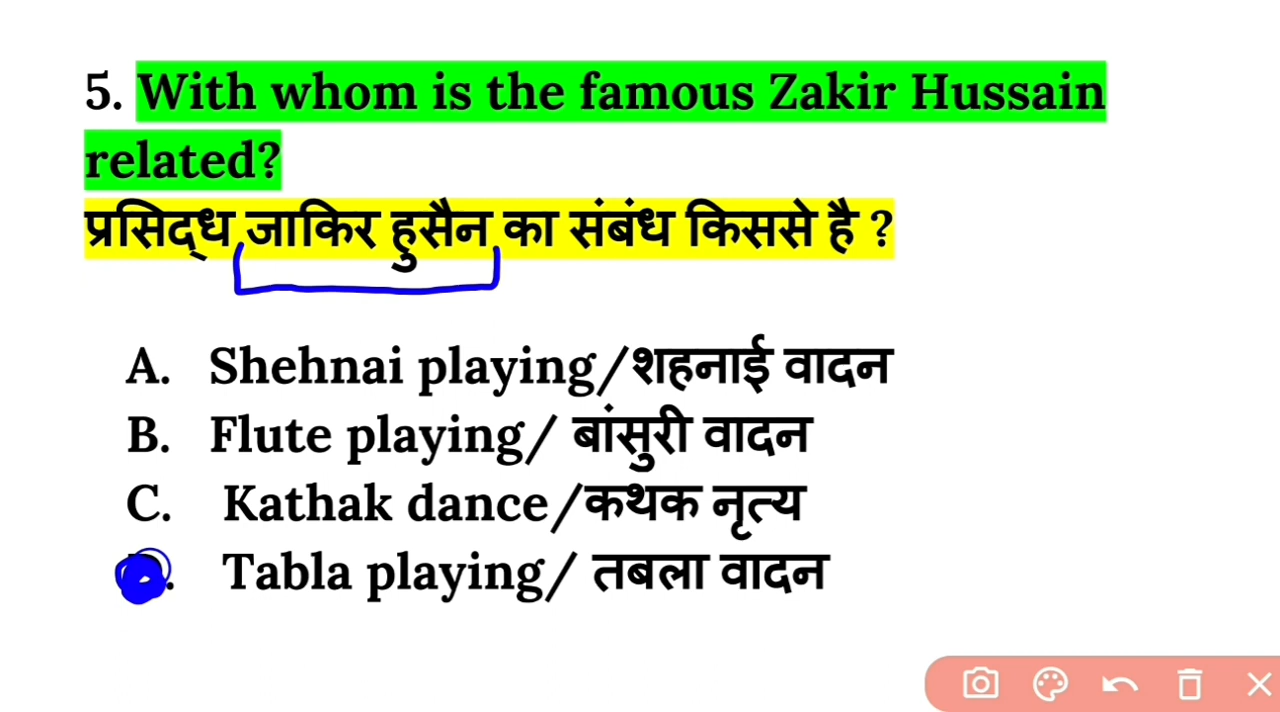 5. With whom is the famous Zakir Hussain
related?
प्रसिद्ध जाकिर हुसैन का संबंध किससे है ?
A. Shehnai playing/शहनाई वादन
B. Flute playing/ बांसुरी वादन
C. Kathak dance/कथक नृत्य
D. Tabla playing/ तबला वादन